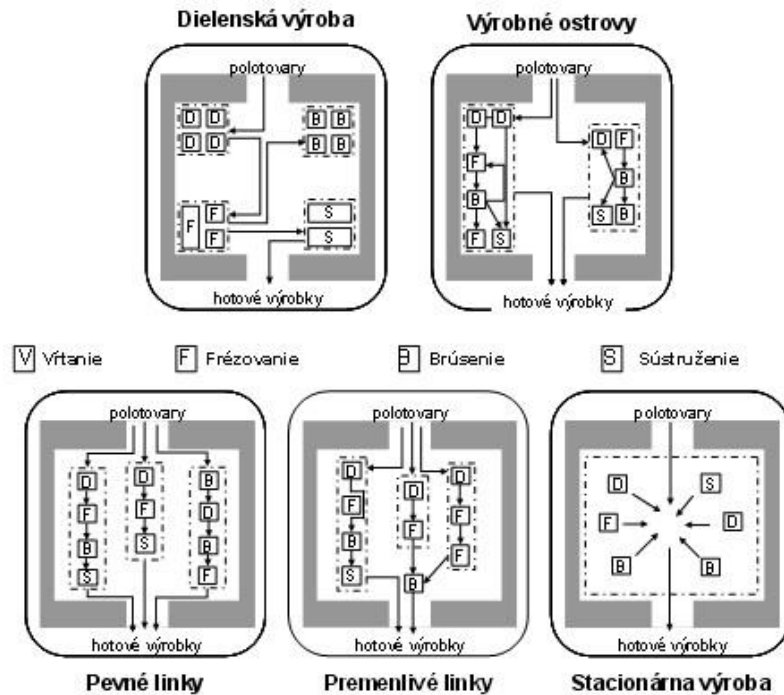 Dielenská výroba Výrobné ostrovy
polotovary polotovary
D D B B D D D F
D D B B F B
F F S B S B
F S F S
hotové výrobky hotové výrobky
V Vŕtanie F Frézovanie B Brúsenie S Sústruženie
polotovary polotovary polotovary
D D B D D D D S
F F D F F F F D
B S B B B F B B
S F S
hotové výrobky hotové výrobky hotové výrobky
Pevné linky Premenlivé linky Stacionárna výroba